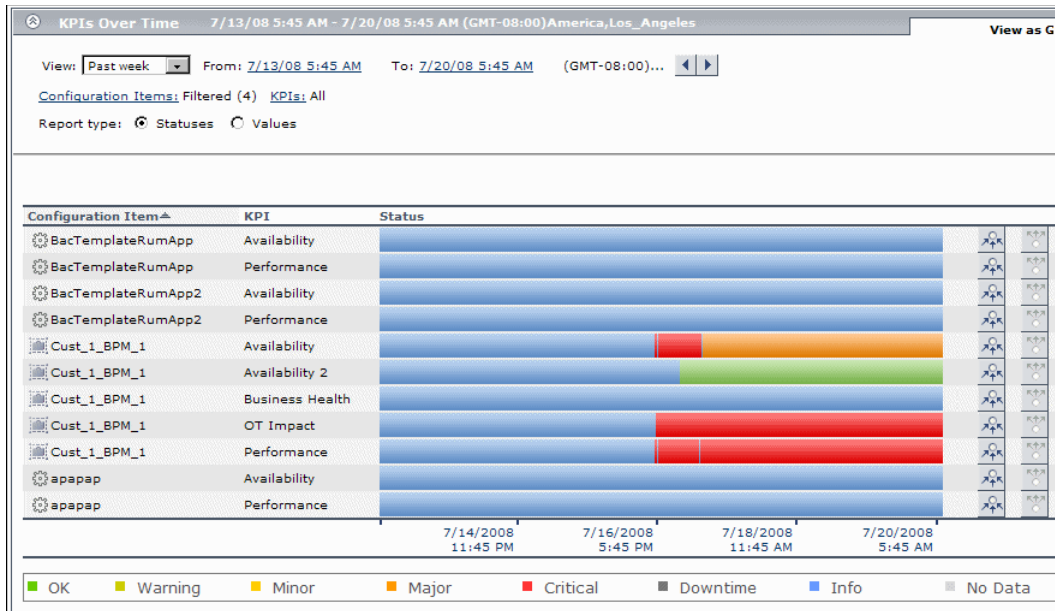 KPIs Over Time 7/13/08 5:45 AM - 7/20/08 5:45 AM (GMT-08:00)America,Los_Angeles
View as G
View: Past week From: 7/13/08 5:45 AM To: 7/20/08 5:45 AM (GMT-08:00)...
Configuration Items: Filtered (4) KPIs: All
Report type: Statuses Values
Configuration Item KPI Status
BacTemplateRumApp Availability
BacTemplateRumApp Performance
BacTemplateRumApp2 Availability
BacTemplateRumApp2 Performance
Cust_1_BPM_1 Availability
Cust_1_BPM_1 Availability 2
Cust_1_BPM_1 Business Health
Cust_1_BPM_1 OT Impact
Cust_1_BPM_1 Performance
apapap Availability
apapap Performance
7/14/2008 7/16/2008 7/18/2008 7/20/2008
11:45 PM 5:45 PM 11:45 AM 5:45 AM
OK Warning Minor Major Critical Downtime Info No Data